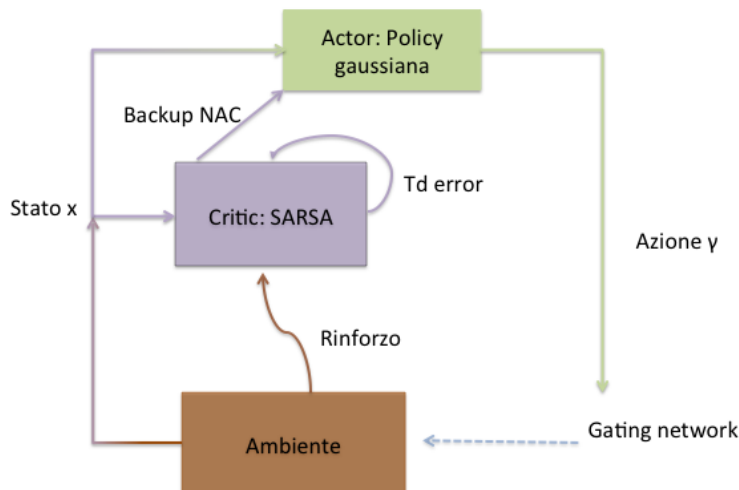 Actor: Policy
gaussiana
Backup NAC
Td error
Stato x
Critic: SARSA
Azione γ
Rinforzo
Gating network
Ambiente